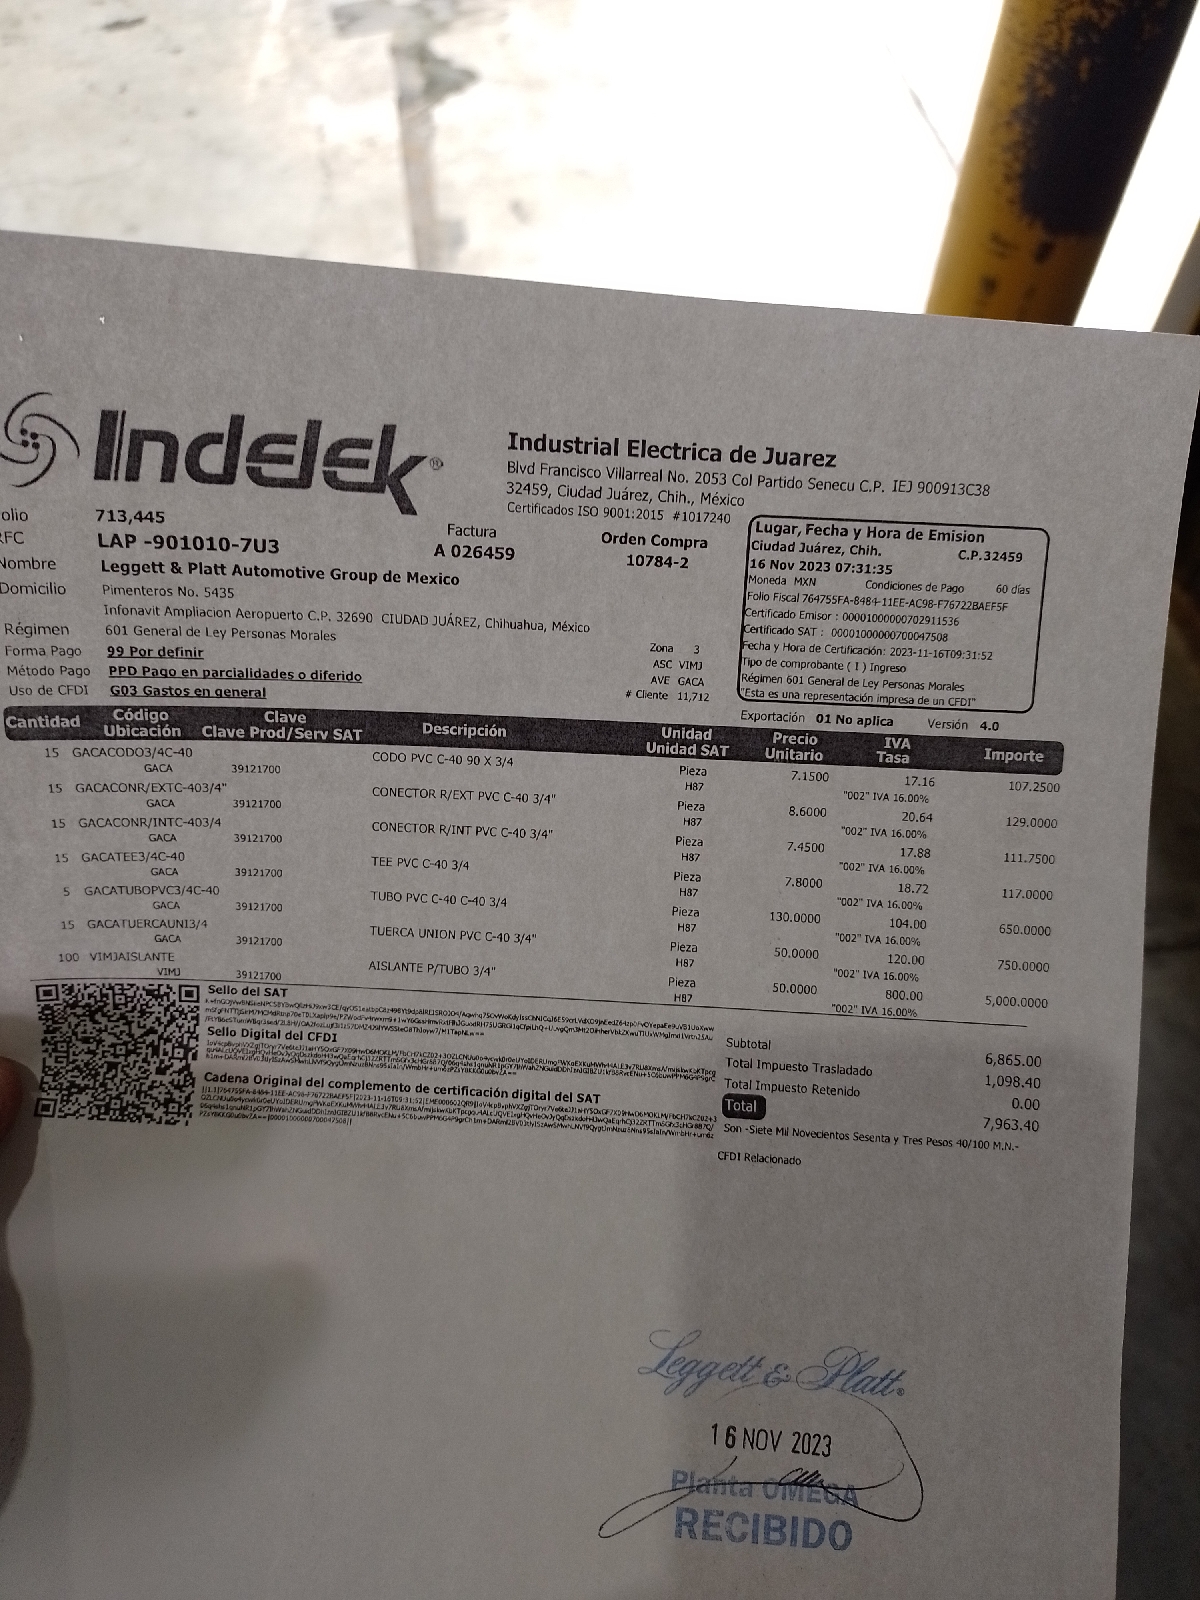 Indelek®
Industrial Electrica de Juarez
Blvd Francisco Villarreal No. 2053 Col Partido Senecu C.P. IEJ 900913C38
32459, Ciudad Juárez, Chih., México
Certificados ISO 9001:2015 #1017240
olio 713,445
RFC LAP -901010-7U3
Factura
A 026459
Orden Compra
10784-2
Nombre Leggett & Platt Automotive Group de Mexico
Domicilio Pimenteros No. 5435
Infonavit Ampliacion Aeropuerto C.P. 32690 CIUDAD JUÁREZ, Chihuahua, México
Régimen 601 General de Ley Personas Morales
Forma Pago 99 Por definir
Método Pago PPD Pago en parcialidades o diferido
Uso de CFDI G03 Gastos en general
Zona 3
ASC VIMJ
AVE GACA
# Cliente 11,712
Lugar, Fecha y Hora de Emision
Ciudad Juárez, Chih. C.P.32459
16 Nov 2023 07:31:35
Moneda MXN Condiciones de Pago 60 días
Folio Fiscal 764755FA-8484-11EE-AC98-F76722BAEF5F
Certificado Emisor : 00001000000702911536
Certificado SAT : 00001000000700047508
Fecha y Hora de Certificación: 2023-11-16T09:31:52
Tipo de comprobante ( I ) Ingreso
Régimen 601 General de Ley Personas Morales
"Esta es una representación impresa de un CFDI"
Exportación 01 No aplica Versión 4.0
Cantidad Código Clave Descripción Unidad Precio IVA Importe
Ubicación Clave Prod/Serv SAT Unidad SAT Unitario Tasa
15 GACACODO3/4C-40 CODO PVC C-40 90 X 3/4 Pieza 7.1500 17.16 107.2500
GACA 39121700 H87 "002" IVA 16.00%
15 GACACONR/EXTC-403/4" CONECTOR R/EXT PVC C-40 3/4" Pieza 8.6000 20.64 129.0000
GACA 39121700 H87 "002" IVA 16.00%
15 GACACONR/INTC-403/4 CONECTOR R/INT PVC C-40 3/4" Pieza 7.4500 17.88 111.7500
GACA 39121700 H87 "002" IVA 16.00%
15 GACATEE3/4C-40 TEE PVC C-40 3/4 Pieza 7.8000 18.72 117.0000
GACA 39121700 H87 "002" IVA 16.00%
5 GACATUBOPVC3/4C-40 TUBO PVC C-40 C-40 3/4 Pieza 130.0000 104.00 650.0000
GACA 39121700 H87 "002" IVA 16.00%
15 GACATUERCAUNI3/4 TUERCA UNION PVC C-40 3/4" Pieza 50.0000 120.00 750.0000
GACA 39121700 H87 "002" IVA 16.00%
100 VIMJAISLANTE AISLANTE P/TUBO 3/4" Pieza 50.0000 800.00 5,000.0000
VIMJ 39121700 H87 "002" IVA 16.00%
Sello del SAT
Sello Digital del CFDI
Cadena Original del complemento de certificación digital del SAT
Subtotal 6,865.00
Total Impuesto Trasladado 1,098.40
Total Impuesto Retenido 0.00
Total 7,963.40
Son -Siete Mil Novecientos Sesenta y Tres Pesos 40/100 M.N.-
CFDI Relacionado
Leggett & Platt.
16 NOV 2023
Planta OMEGA
RECIBIDO